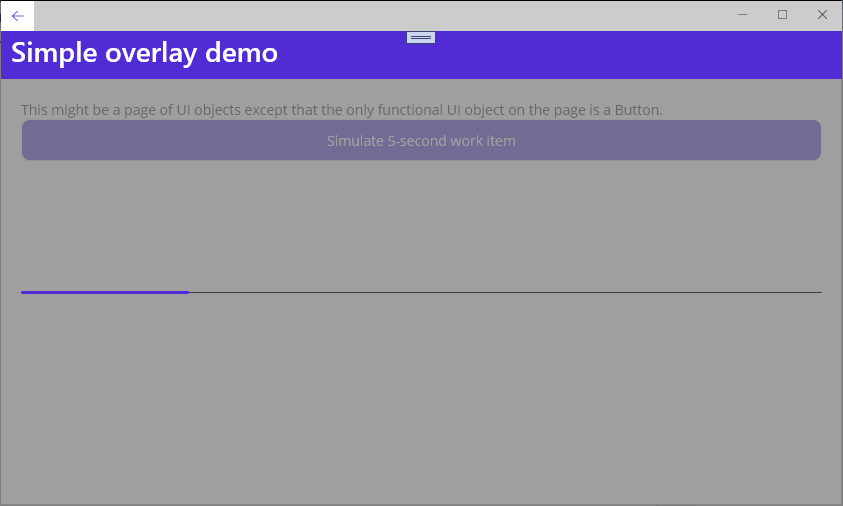 Simple overlay demo
This might be a page of UI objects except that the only functional UI object on the page is a Button.
Simulate 5-second work item